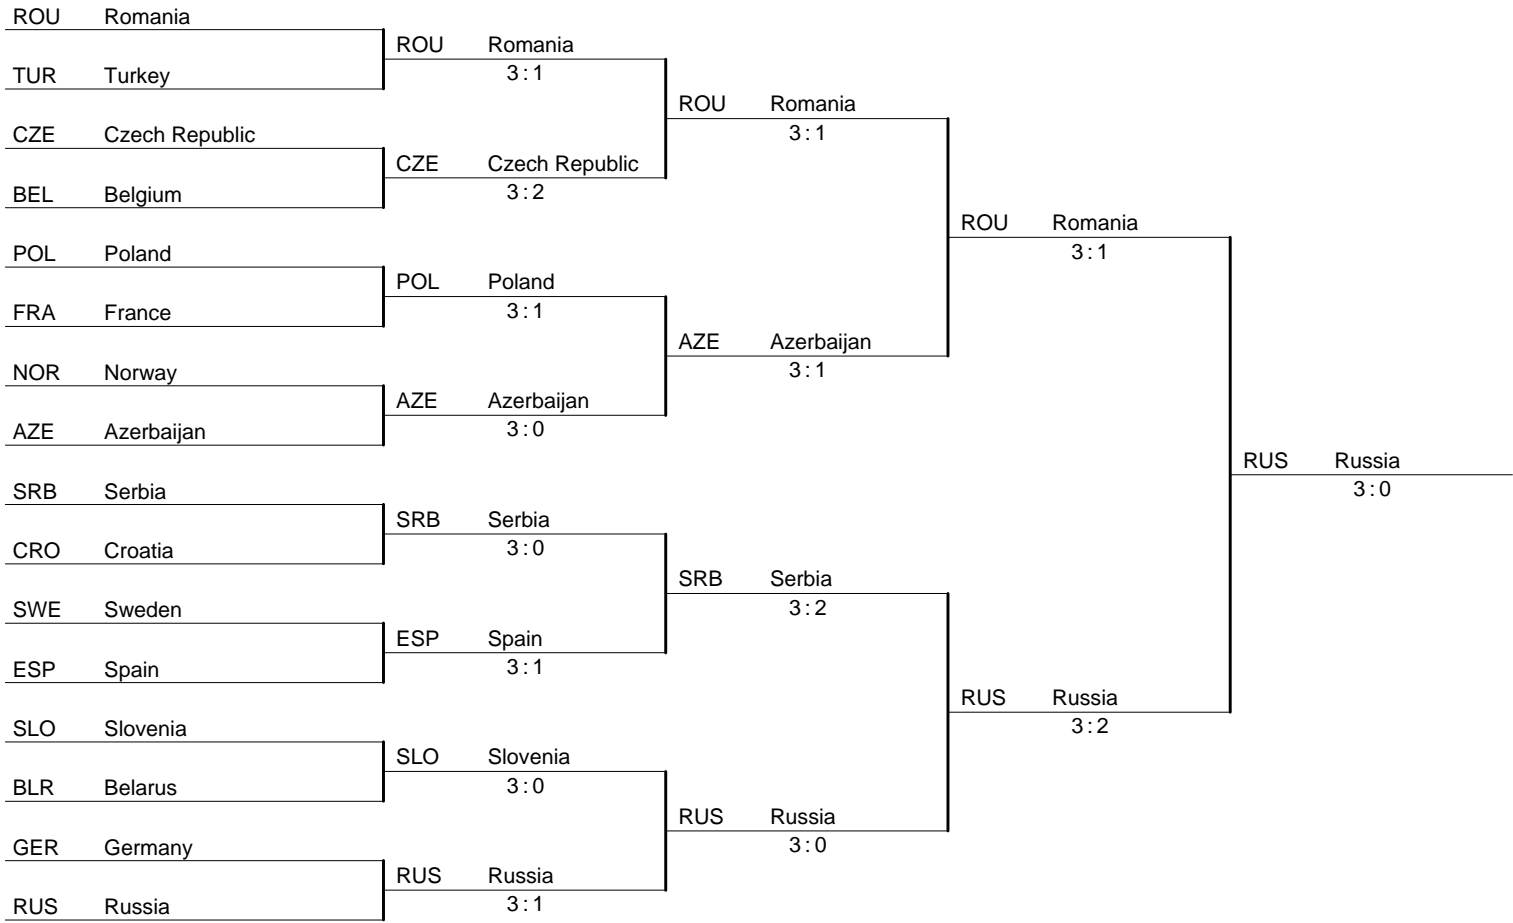 ROU Romania
ROU Romania
3:1
TUR Turkey
ROU Romania
3:1
CZE Czech Republic
CZE Czech Republic
3:2
BEL Belgium
ROU Romania
3:1
POL Poland
POL Poland
3:1
FRA France
AZE Azerbaijan
3:1
NOR Norway
AZE Azerbaijan
3:0
AZE Azerbaijan
RUS Russia
3:0
SRB Serbia
SRB Serbia
3:0
CRO Croatia
SRB Serbia
3:2
SWE Sweden
ESP Spain
3:1
ESP Spain
RUS Russia
3:2
SLO Slovenia
SLO Slovenia
3:0
BLR Belarus
RUS Russia
3:0
GER Germany
RUS Russia
3:1
RUS Russia